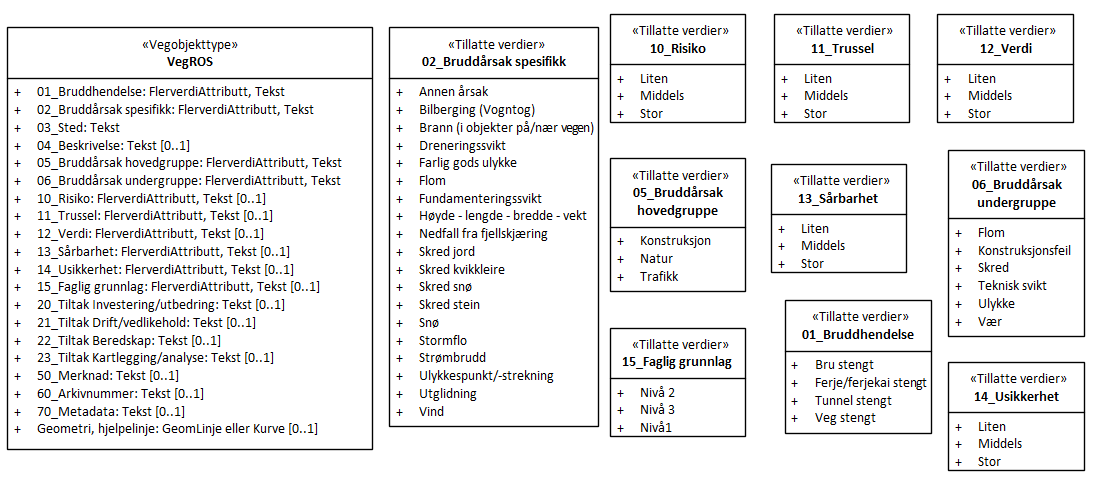 «Vegobjekttype»
VegROS
+ 01_Bruddhendelse: FlerverdiAttributt, Tekst
+ 02_Bruddårsak spesifikk: FlerverdiAttributt, Tekst
+ 03_Sted: Tekst
+ 04_Beskrivelse: Tekst [0..1]
+ 05_Bruddårsak hovedgruppe: FlerverdiAttributt, Tekst
+ 06_Bruddårsak undergruppe: FlerverdiAttributt, Tekst
+ 10_Risiko: FlerverdiAttributt, Tekst [0..1]
+ 11_Trussel: FlerverdiAttributt, Tekst [0..1]
+ 12_Verdi: FlerverdiAttributt, Tekst [0..1]
+ 13_Sårbarhet: FlerverdiAttributt, Tekst [0..1]
+ 14_Usikkerhet: FlerverdiAttributt, Tekst [0..1]
+ 15_Faglig grunnlag: FlerverdiAttributt, Tekst [0..1]
+ 20_Tiltak Investering/utbedring: Tekst [0..1]
+ 21_Tiltak Drift/vedlikehold: Tekst [0..1]
+ 22_Tiltak Beredskap: Tekst [0..1]
+ 23_Tiltak Kartlegging/analyse: Tekst [0..1]
+ 50_Merknad: Tekst [0..1]
+ 60_Arkivnummer: Tekst [0..1]
+ 70_Metadata: Tekst [0..1]
+ Geometri, hjelpelinje: GeomLinje eller Kurve [0..1]
«Tillatte verdier»
02_Bruddårsak spesifikk
+ Annen årsak
+ Bilberging (Vogntog)
+ Brann (i objekter på/nær vegen)
+ Dreneringssvikt
+ Farlig gods ulykke
+ Flom
+ Fundamenteringssvikt
+ Høyde - lengde - bredde - vekt
+ Nedfall fra fjellskjæring
+ Skred jord
+ Skred kvikkleire
+ Skred snø
+ Skred stein
+ Snø
+ Stormflo
+ Strømbrudd
+ Ulykkespunkt/-strekning
+ Utglidning
+ Vind
«Tillatte verdier»
10_Risiko
+ Liten
+ Middels
+ Stor
«Tillatte verdier»
11_Trussel
+ Liten
+ Middels
+ Stor
«Tillatte verdier»
12_Verdi
+ Liten
+ Middels
+ Stor
«Tillatte verdier»
05_Bruddårsak
hovedgruppe
+ Konstruksjon
+ Natur
+ Trafikk
«Tillatte verdier»
13_Sårbarhet
+ Liten
+ Middels
+ Stor
«Tillatte verdier»
06_Bruddårsak
undergruppe
+ Flom
+ Konstruksjonsfeil
+ Skred
+ Teknisk svikt
+ Ulykke
+ Vær
«Tillatte verdier»
15_Faglig grunnlag
+ Nivå 2
+ Nivå 3
+ Nivå1
«Tillatte verdier»
01_Bruddhendelse
+ Bru stengt
+ Ferje/ferjekai stengt
+ Tunnel stengt
+ Veg stengt
«Tillatte verdier»
14_Usikkerhet
+ Liten
+ Middels
+ Stor